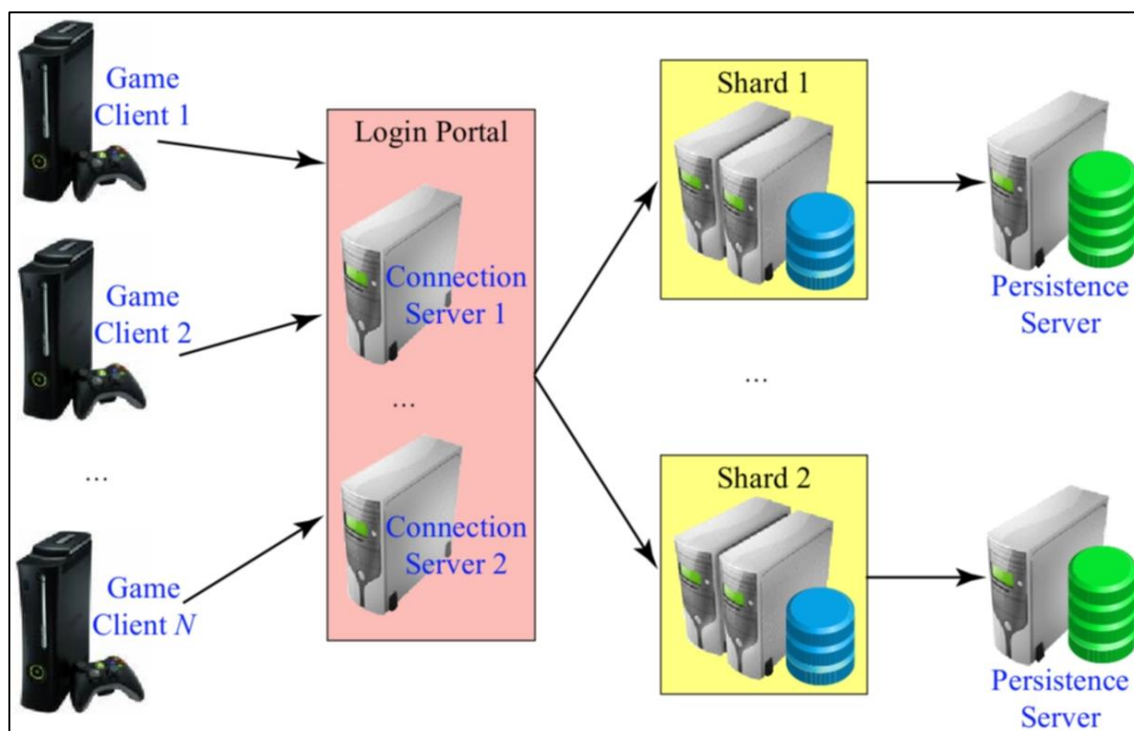 Game
Client 1
Game
Client 2
...
Game
Client N
Login Portal
Connection
Server 1
...
Connection
Server 2
Shard 1
...
Shard 2
Persistence
Server
Persistence
Server